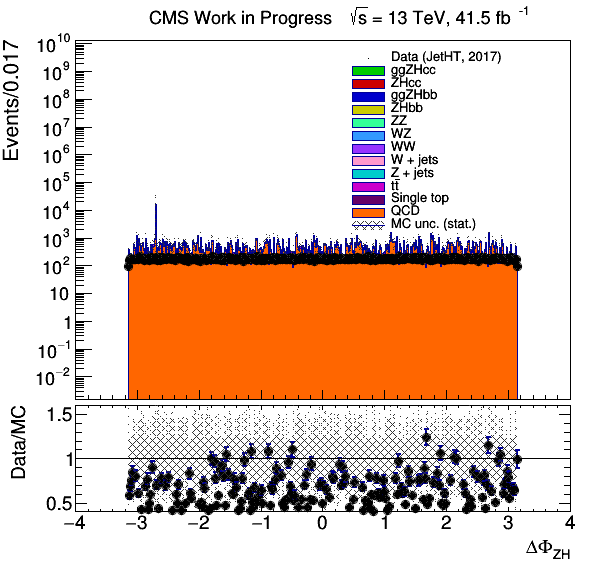 CMS Work in Progress √s = 13 TeV, 41.5 fb⁻¹
Events/0.017
10¹⁰
10⁹
10⁸
10⁷
10⁶
10⁵
10⁴
10³
10²
10
1
10⁻¹
10⁻²
Data (JetHT, 2017)
ggZHcc
ZHcc
ggZHbb
ZHbb
ZZ
WZ
WW
W + jets
Z + jets
tt̄
Single top
QCD
MC unc. (stat.)
Data/MC
1.5
1
0.5
−4 −3 −2 −1 0 1 2 3 4
ΔΦ_ZH